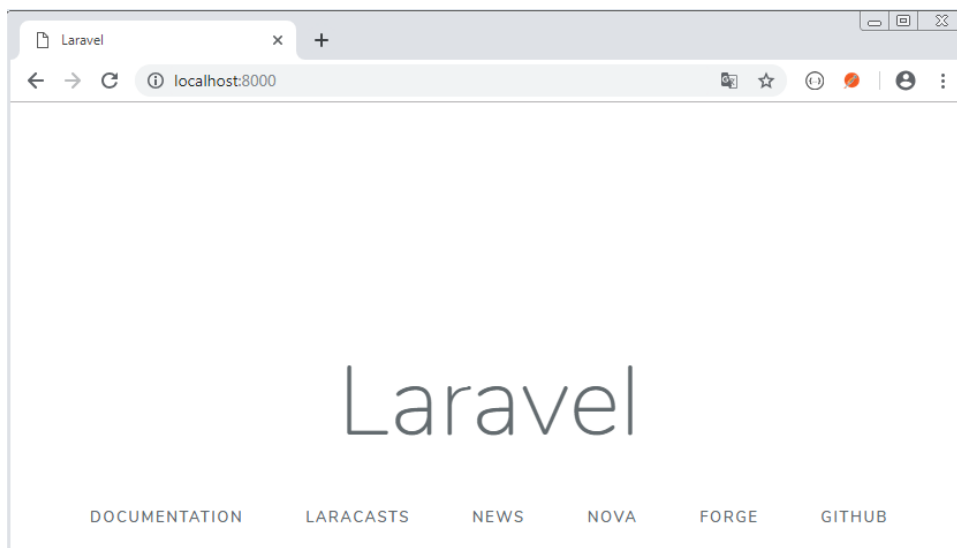 Laravel
localhost:8000
Laravel
DOCUMENTATION LARACASTS NEWS NOVA FORGE GITHUB